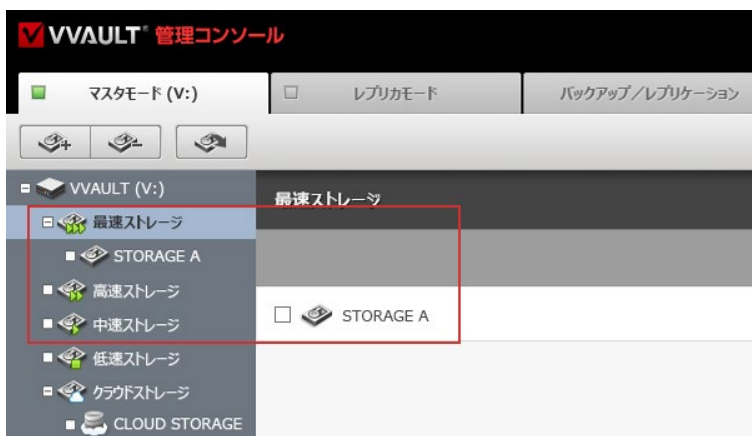 VVAULT® 管理コンソール
マスタモード (V:)
レプリカモード
バックアップ/レプリケーション
VVAULT (V:)
最速ストレージ
STORAGE A
高速ストレージ
中速ストレージ
低速ストレージ
クラウドストレージ
CLOUD STORAGE
最速ストレージ
STORAGE A